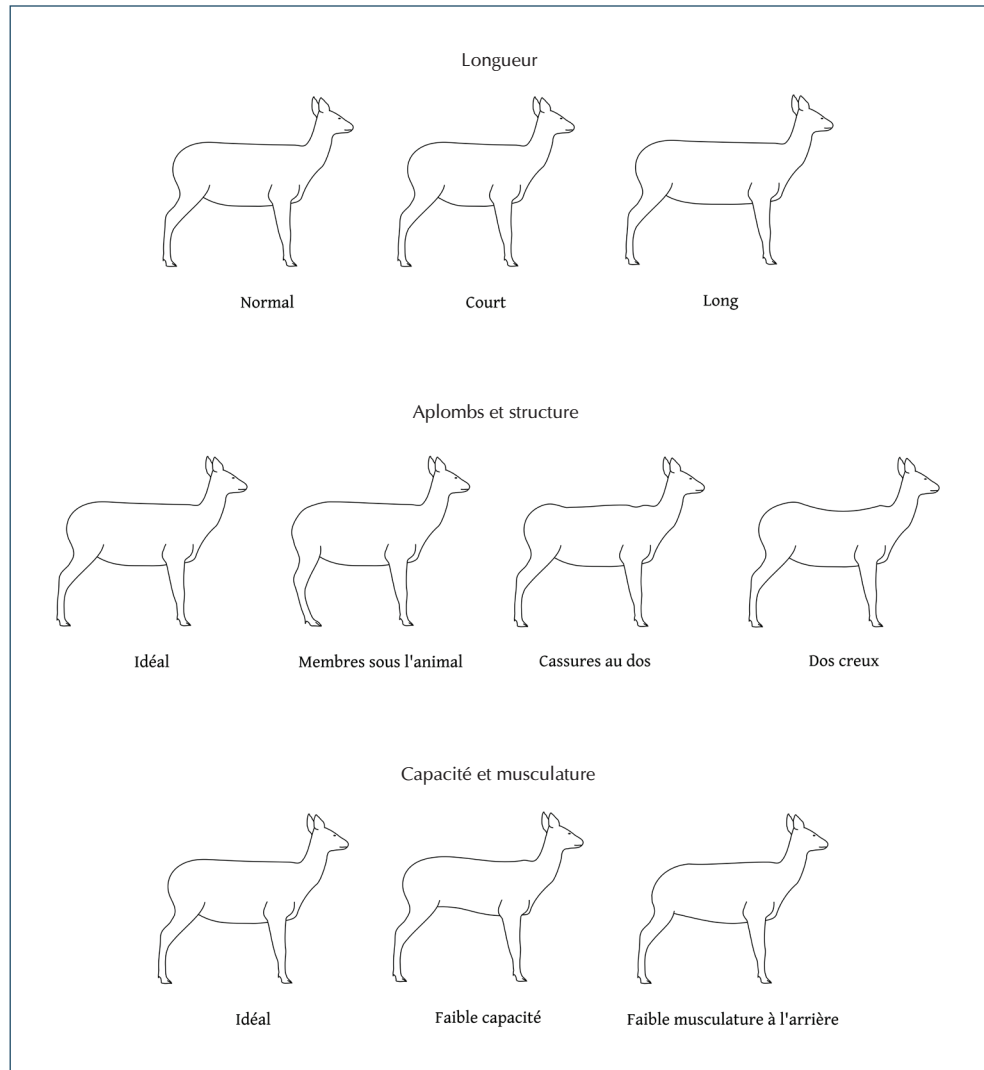 Longueur
Normal Court Long
Aplombs et structure
Idéal Membres sous l'animal Cassures au dos Dos creux
Capacité et musculature
Idéal Faible capacité Faible musculature à l'arrière